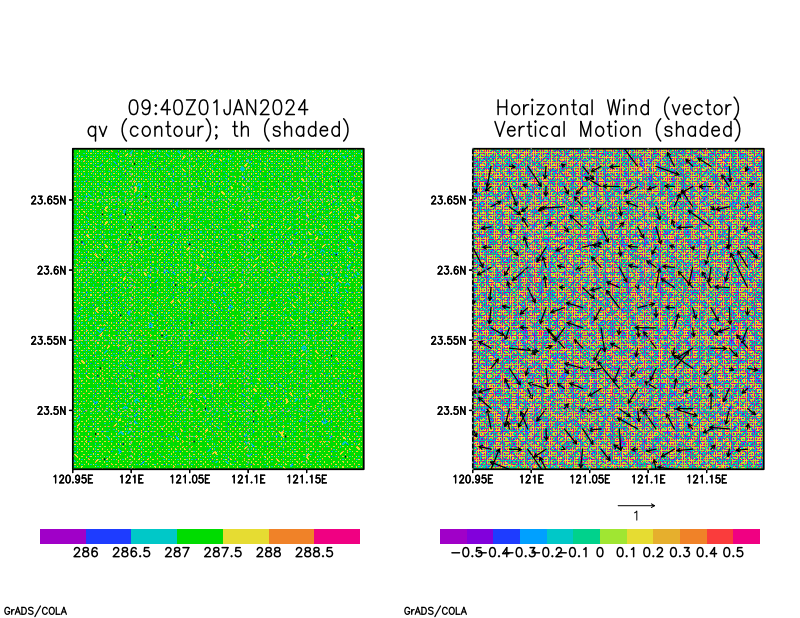 09:40Z01JAN2024
qv (contour); th (shaded)
23.65N
23.6N
23.55N
23.5N
120.95E 121E 121.05E 121.1E 121.15E
286 286.5 287 287.5 288 288.5
Horizontal Wind (vector)
Vertical Motion (shaded)
23.65N
23.6N
23.55N
23.5N
120.95E 121E 121.05E 121.1E 121.15E
1
-0.5 -0.4 -0.3 -0.2 -0.1 0 0.1 0.2 0.3 0.4 0.5
GrADS/COLA GrADS/COLA